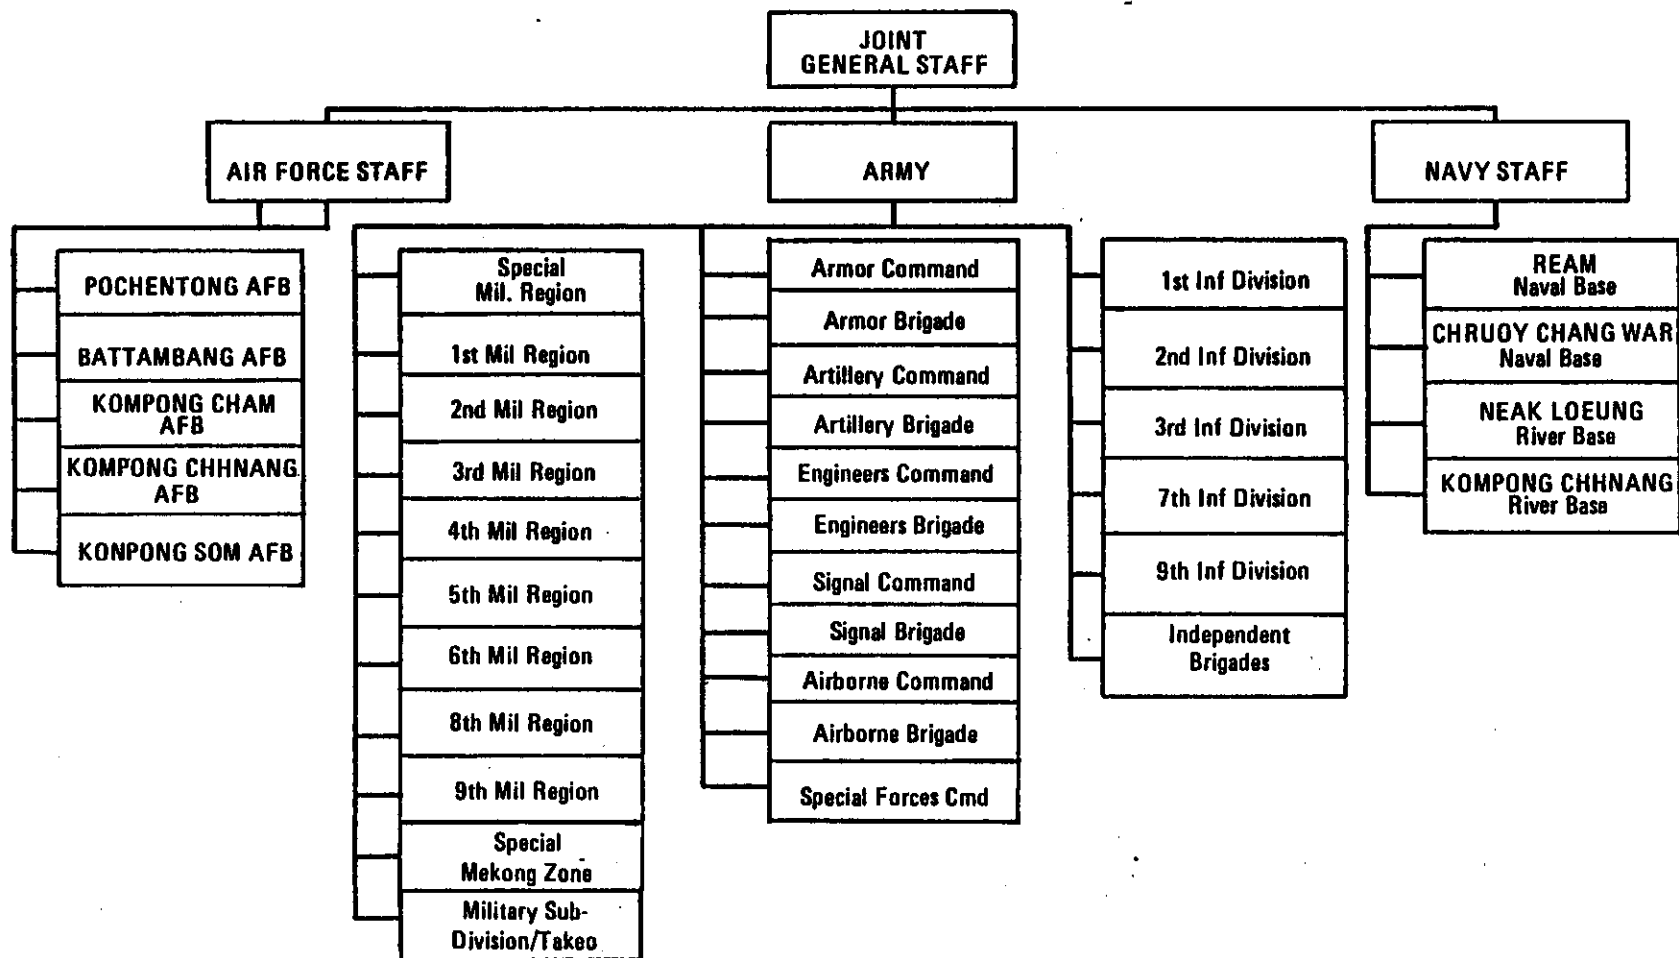 JOINT
GENERAL STAFF
AIR FORCE STAFF
ARMY
NAVY STAFF
POCHENTONG AFB
BATTAMBANG AFB
KOMPONG CHAM
AFB
KOMPONG CHHNANG
AFB
KONPONG SOM AFB
Special
Mil. Region
1st Mil Region
2nd Mil Region
3rd Mil Region
4th Mil Region
5th Mil Region
6th Mil Region
8th Mil Region
9th Mil Region
Special
Mekong Zone
Military Sub-
Division/Takeo
Armor Command
Armor Brigade
Artillery Command
Artillery Brigade
Engineers Command
Engineers Brigade
Signal Command
Signal Brigade
Airborne Command
Airborne Brigade
Special Forces Cmd
1st Inf Division
2nd Inf Division
3rd Inf Division
7th Inf Division
9th Inf Division
Independent
Brigades
REAM
Naval Base
CHRUOY CHANG WAR
Naval Base
NEAK LOEUNG
River Base
KOMPONG CHHNANG
River Base